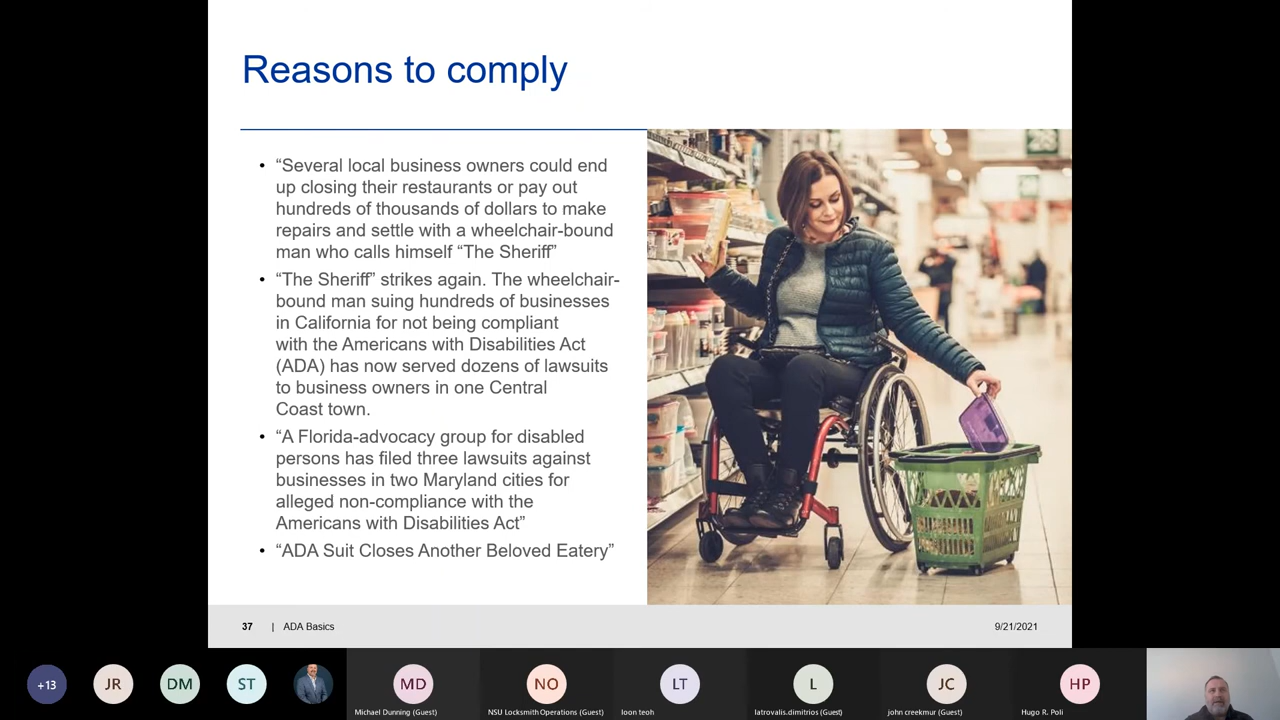 Reasons to comply
• “Several local business owners could end
up closing their restaurants or pay out
hundreds of thousands of dollars to make
repairs and settle with a wheelchair-bound
man who calls himself “The Sheriff”
• “The Sheriff” strikes again. The wheelchair-
bound man suing hundreds of businesses
in California for not being compliant
with the Americans with Disabilities Act
(ADA) has now served dozens of lawsuits
to business owners in one Central
Coast town.
• “A Florida-advocacy group for disabled
persons has filed three lawsuits against
businesses in two Maryland cities for
alleged non-compliance with the
Americans with Disabilities Act”
• “ADA Suit Closes Another Beloved Eatery”
37 | ADA Basics 9/21/2021
+13 JR DM ST MD NO LT L JC HP
Michael Dunning (Guest) NSU Locksmith Operations (Guest) loon teoh latrovalis.dimitrios (Guest) john creekmur (Guest) Hugo R. Poli